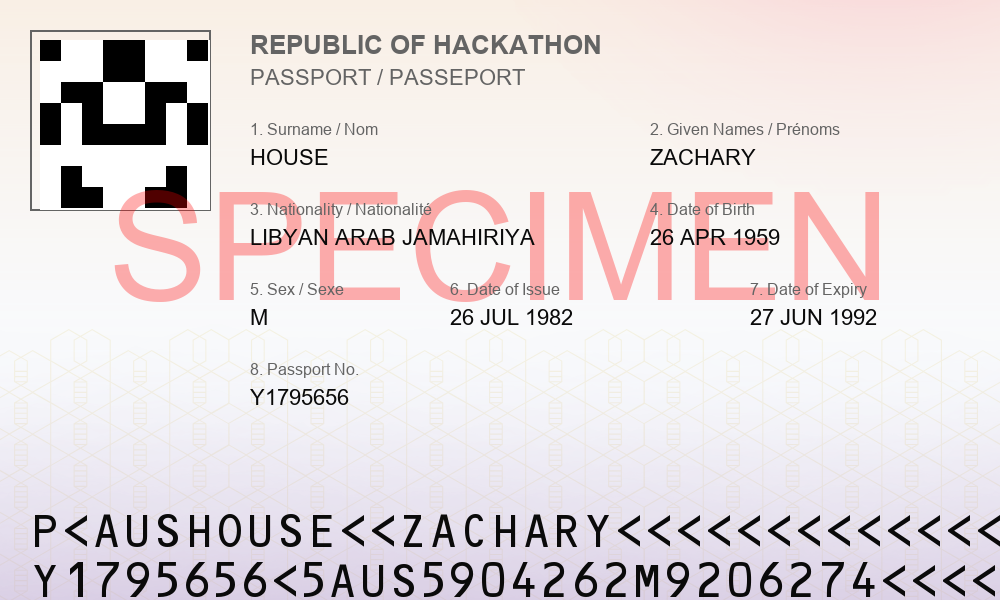 REPUBLIC OF HACKATHON
PASSPORT / PASSEPORT
1. Surname / Nom 2. Given Names / Prénoms
HOUSE ZACHARY
SPECIMEN
3. Nationality / Nationalité 4. Date of Birth
LIBYAN ARAB JAMAHIRIYA 26 APR 1959
5. Sex / Sexe 6. Date of Issue 7. Date of Expiry
M 26 JUL 1982 27 JUN 1992
8. Passport No.
Y1795656
P<AUSHOUSE<<ZACHARY<<<<<<<<<<<<<
Y1795656<5AUS5904262M9206274<<<<